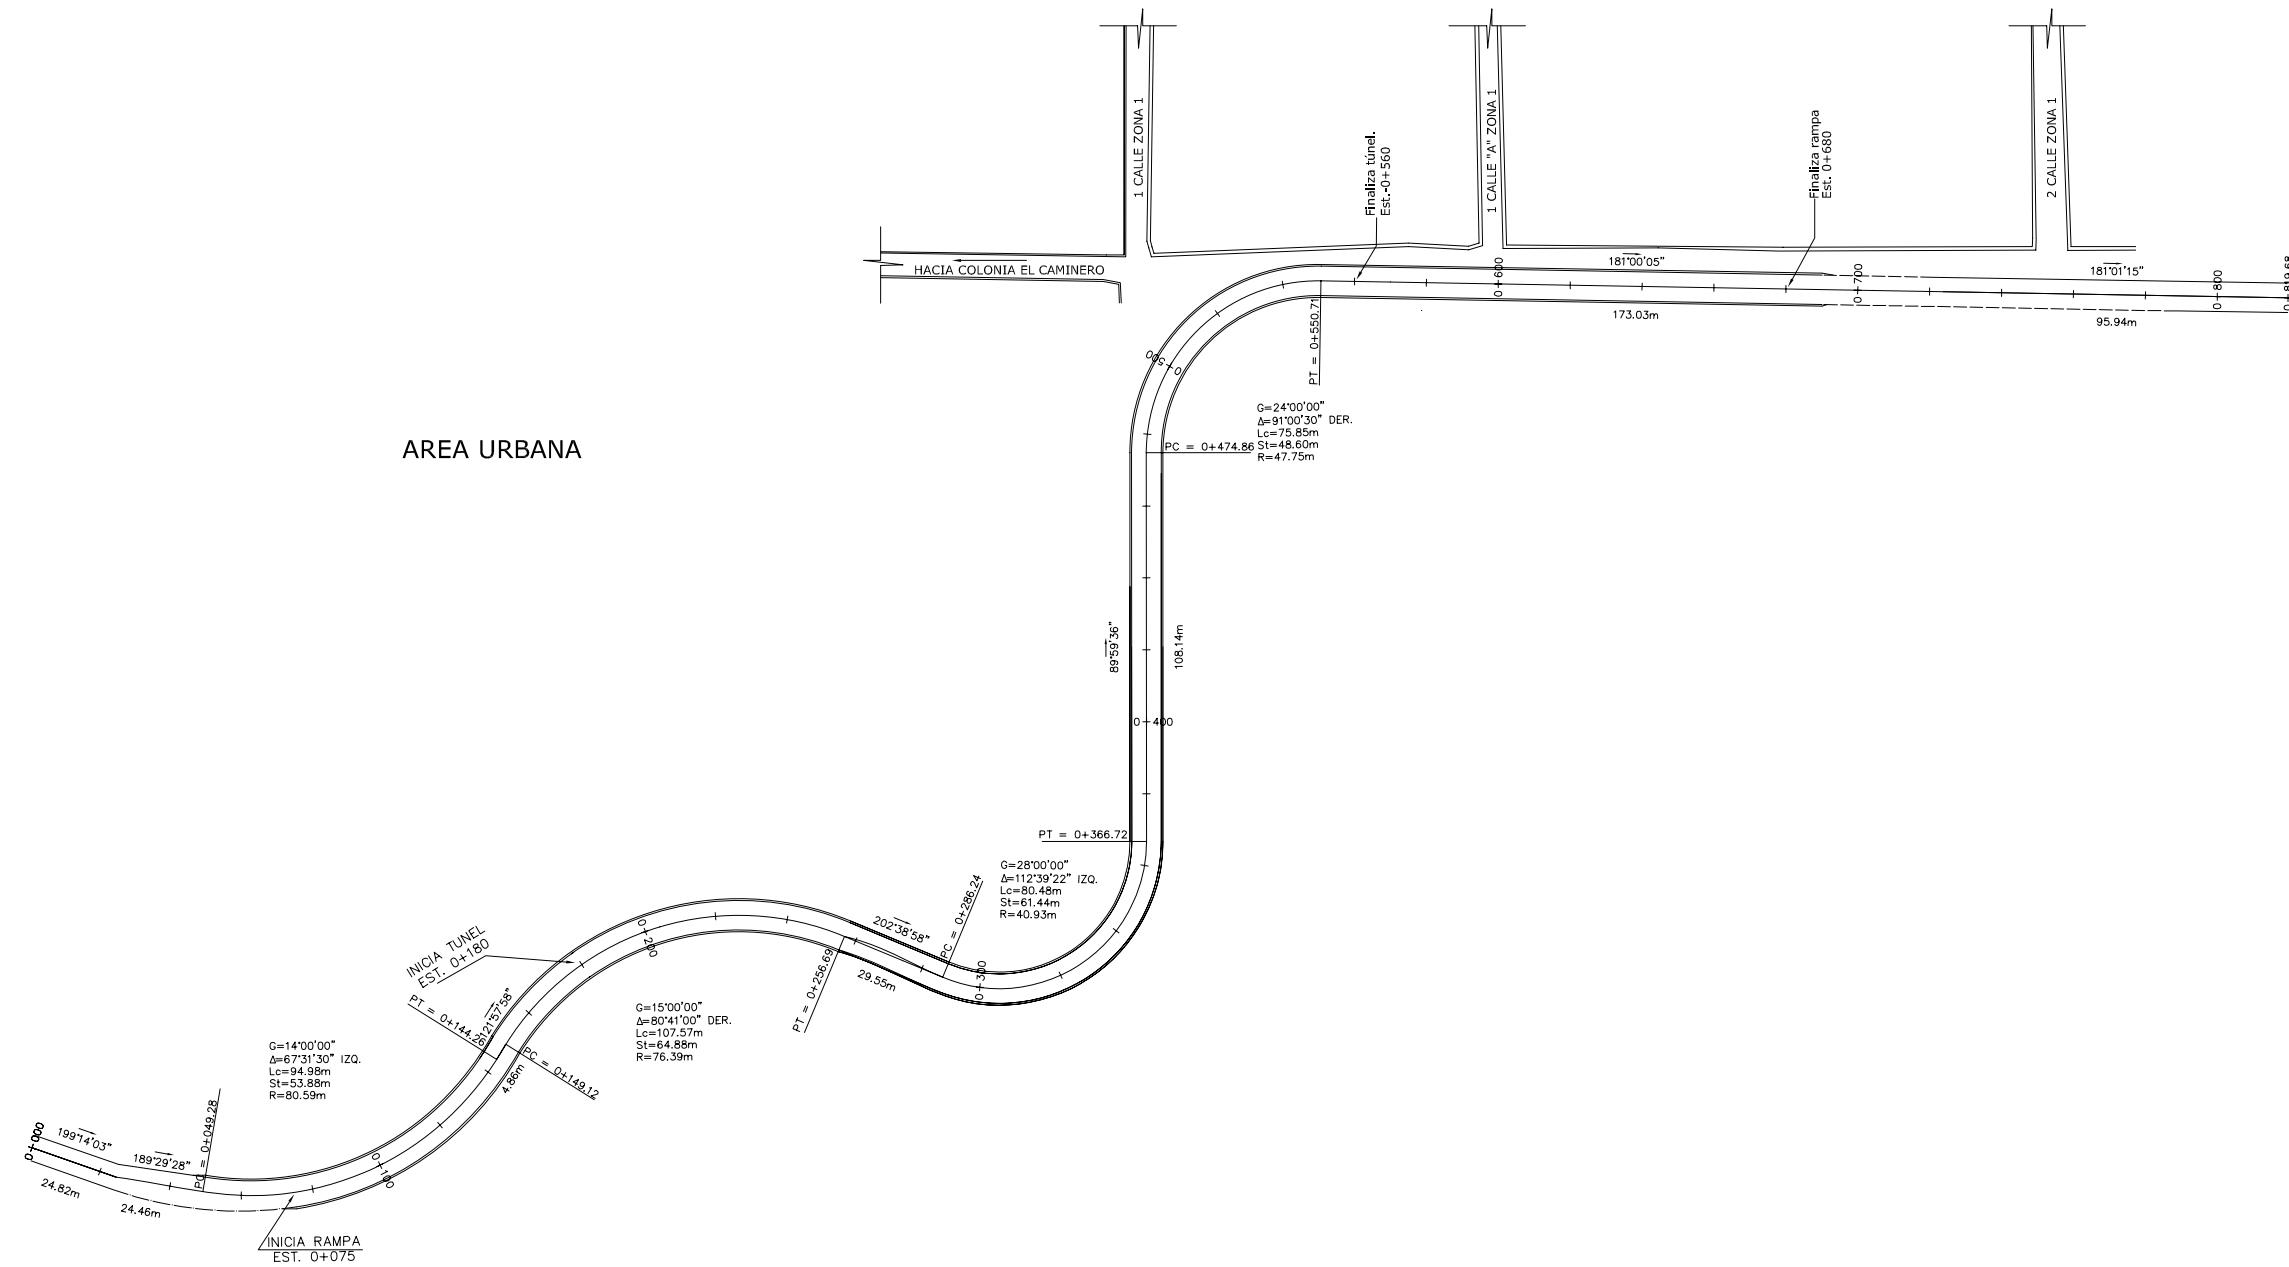 1 CALLE ZONA 1
1 CALLE "A" ZONA 1
2 CALLE ZONA 1
Finaliza túnel.
Est.-0+560
Finaliza rampa
Est. 0+680
HACIA COLONIA EL CAMINERO
181°00'05"
181°01'15"
0+600
0+700
0+800
0+819.68
173.03m
95.94m
PT = 0+550.71
0+500
G=24°00'00"
Δ=91°00'30" DER.
Lc=75.85m
St=48.60m
R=47.75m
PC = 0+474.86
AREA URBANA
89°59'36"
108.14m
0+400
PT = 0+366.72
G=28°00'00"
Δ=112°39'22" IZQ.
Lc=80.48m
St=61.44m
R=40.93m
PC = 0+286.24
202°38'58"
0+300
29.55m
PT = 0+256.69
0+200
INICIA TUNEL
EST. 0+180
G=15°00'00"
Δ=80°41'00" DER.
Lc=107.57m
St=64.88m
R=76.39m
121°57'58"
PT = 0+144.26
PC = 0+149.12
4.86m
G=14°00'00"
Δ=67°31'30" IZQ.
Lc=94.98m
St=53.88m
R=80.59m
0+100
PC = 0+049.28
199°14'03"
189°29'28"
0+000
24.82m
24.46m
INICIA RAMPA
EST. 0+075